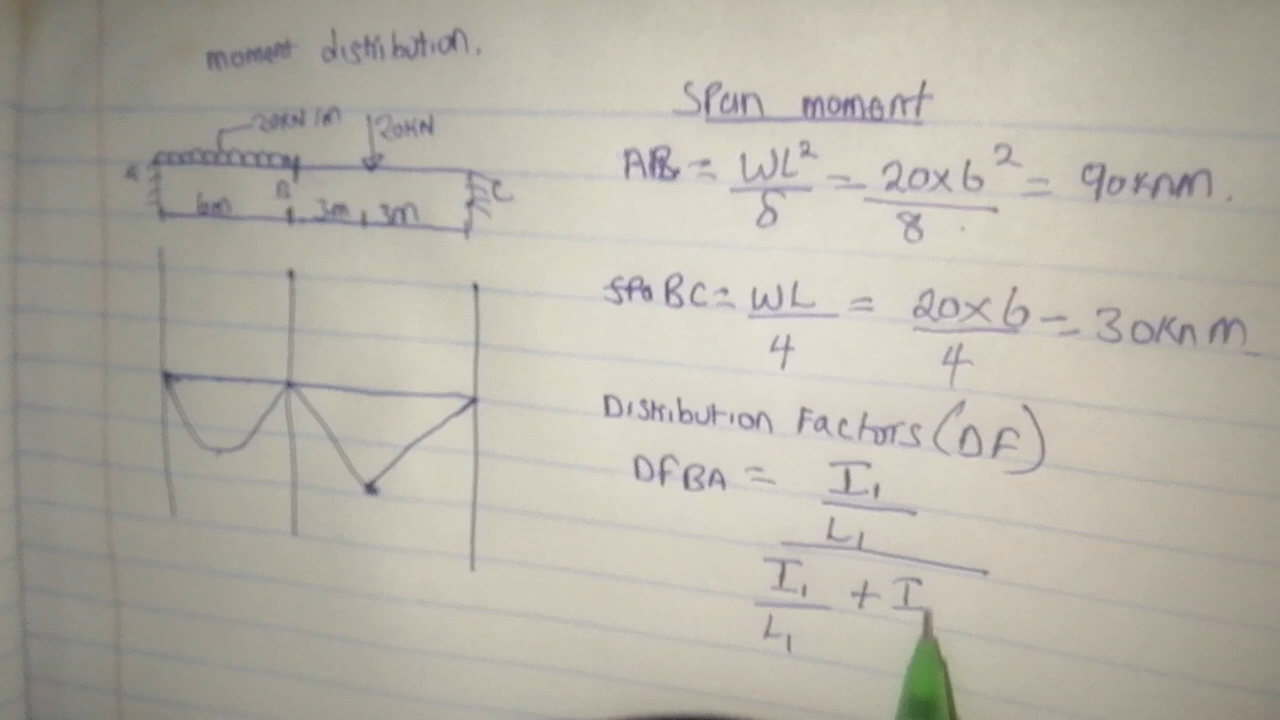 moment distribution.
20KN/m
20KN
A
B
C
6m
3m
3m
Span moment
AB = WL² / 8 = 20x6² / 8 = 90KNm.
BC = WL / 4 = 20x6 / 4 = 30KNm
Distribution Factors (DF)
DFBA = I₁ / L₁
I₁ / L₁ + I